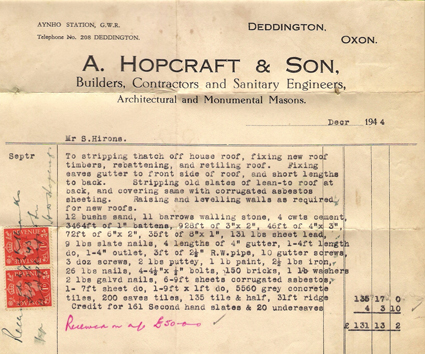 AYNHO STATION, G.W.R.
Telephone No. 268 DEDDINGTON.
DEDDINGTON.
OXON.
A. HOPCRAFT & SON,
Builders, Contractors and Sanitary Engineers,
Architectural and Monumental Masons.
Decr 1944
Mr S.Hirons.
Septr To stripping thatch off house roof, fixing new roof
timbers, rebattening, and retiling roof. Fixing
eaves gutter to front side of roof, and short lengths
to back. Stripping old slates of lean-to roof at
back, and covering same with corrugated asbestos
sheeting. Raising and levelling walls as required
for new roofs.
12 bushs sand, 11 barrows walling stone, 4 cwts cement,
3464ft of 1" battens, 928ft of 3"x 2", 46ft of 4"x 3",
72ft of 6"x 2", 35ft of 8"x 1", 131 lbs sheet lead,
9 lbs slate nails, 4 lengths of 4" gutter, 1-4ft length
do, 1-4" outlet, 3ft of 2½" R.W.pipe, 10 gutter screws,
3 doz screws, 2 lbs puttey, 1 lb paint, 2½ lbs iron,
26 lbs nails, 4-4½"x ½" bolts, 150 bricks, 1 lb washers
2 lbs galvd nails, 6-9ft sheets corrugated asbestos,
1- 7ft sheet do, 1-9ft x 1ft do, 5560 grey concrete
tiles, 200 eaves tiles, 135 tile & half, 31ft ridge 135 17 0
Credit for 161 Second hand slates & 20 undereaves 4 3 10
Received on a/c £50-0-0
£ 131 13 2
REVENUE
REVENUE